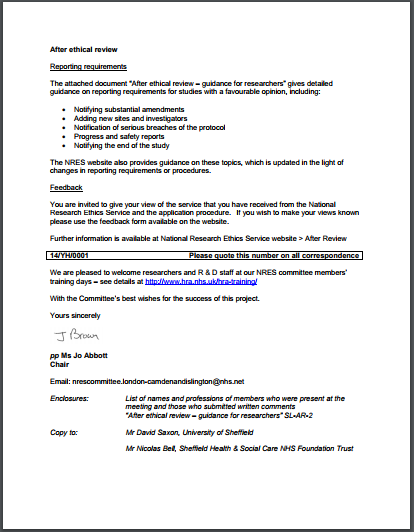 After ethical review
Reporting requirements
The attached document "After ethical review – guidance for researchers" gives detailed
guidance on reporting requirements for studies with a favourable opinion, including:
• Notifying substantial amendments
• Adding new sites and investigators
• Notification of serious breaches of the protocol
• Progress and safety reports
• Notifying the end of the study
The NRES website also provides guidance on these topics, which is updated in the light of
changes in reporting requirements or procedures.
Feedback
You are invited to give your view of the service that you have received from the National
Research Ethics Service and the application procedure. If you wish to make your views known
please use the feedback form available on the website.
Further information is available at National Research Ethics Service website > After Review
14/YH/0001 Please quote this number on all correspondence
We are pleased to welcome researchers and R & D staff at our NRES committee members'
training days – see details at http://www.hra.nhs.uk/hra-training/
With the Committee's best wishes for the success of this project.
Yours sincerely
J Brown
pp Ms Jo Abbott
Chair
Email: nrescommittee.london-camdenandislington@nhs.net
Enclosures: List of names and professions of members who were present at the
meeting and those who submitted written comments
"After ethical review – guidance for researchers" SL-AR-2
Copy to: Mr David Saxon, University of Sheffield
Mr Nicolas Bell, Sheffield Health & Social Care NHS Foundation Trust